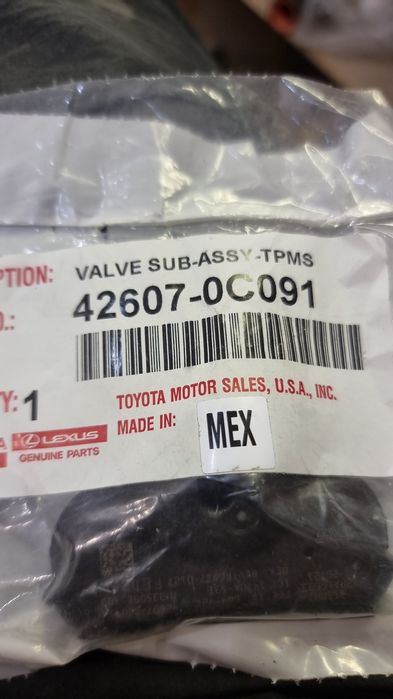 PTION: VALVE SUB-ASSY-TPMS
O.: 42607-0C091
Y: 1
TOYOTA MOTOR SALES, U.S.A., INC.
MADE IN: MEX
A LEXUS
GENUINE PARTS